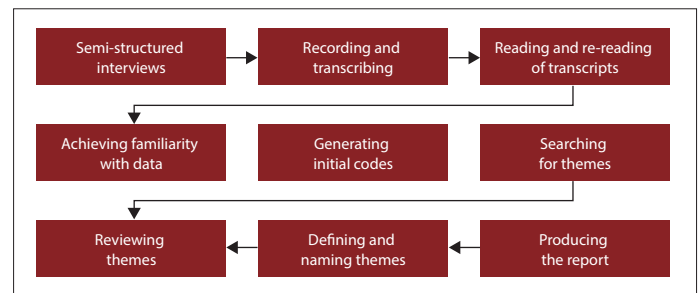 Semi-structured
interviews
Recording and
transcribing
Reading and re-reading
of transcripts
Achieving familiarity
with data
Generating
initial codes
Searching
for themes
Reviewing
themes
Defining and
naming themes
Producing
the report